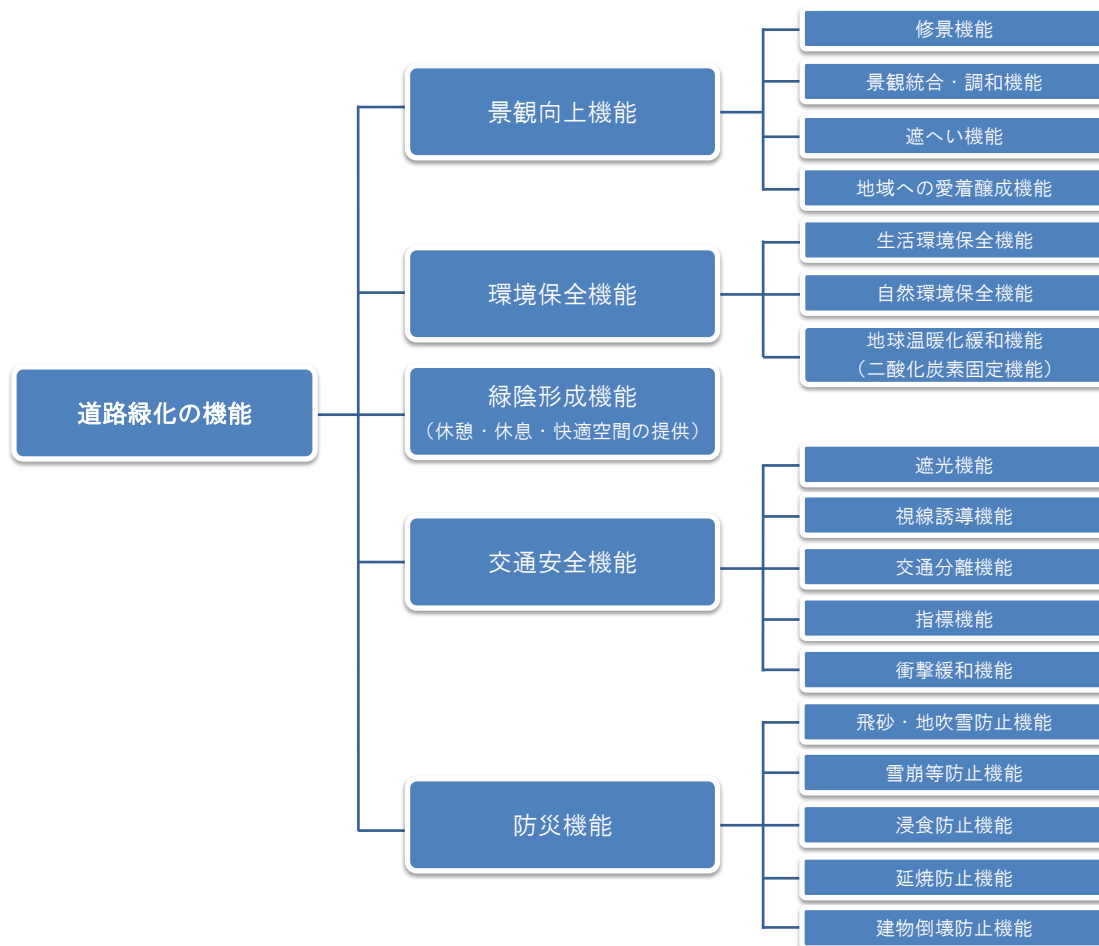 道路緑化の機能
景観向上機能
修景機能
景観統合・調和機能
遮へい機能
地域への愛着醸成機能
環境保全機能
生活環境保全機能
自然環境保全機能
地球温暖化緩和機能
（二酸化炭素固定機能）
緑陰形成機能
（休憩・休息・快適空間の提供）
交通安全機能
遮光機能
視線誘導機能
交通分離機能
指標機能
衝撃緩和機能
防災機能
飛砂・地吹雪防止機能
雪崩等防止機能
浸食防止機能
延焼防止機能
建物倒壊防止機能